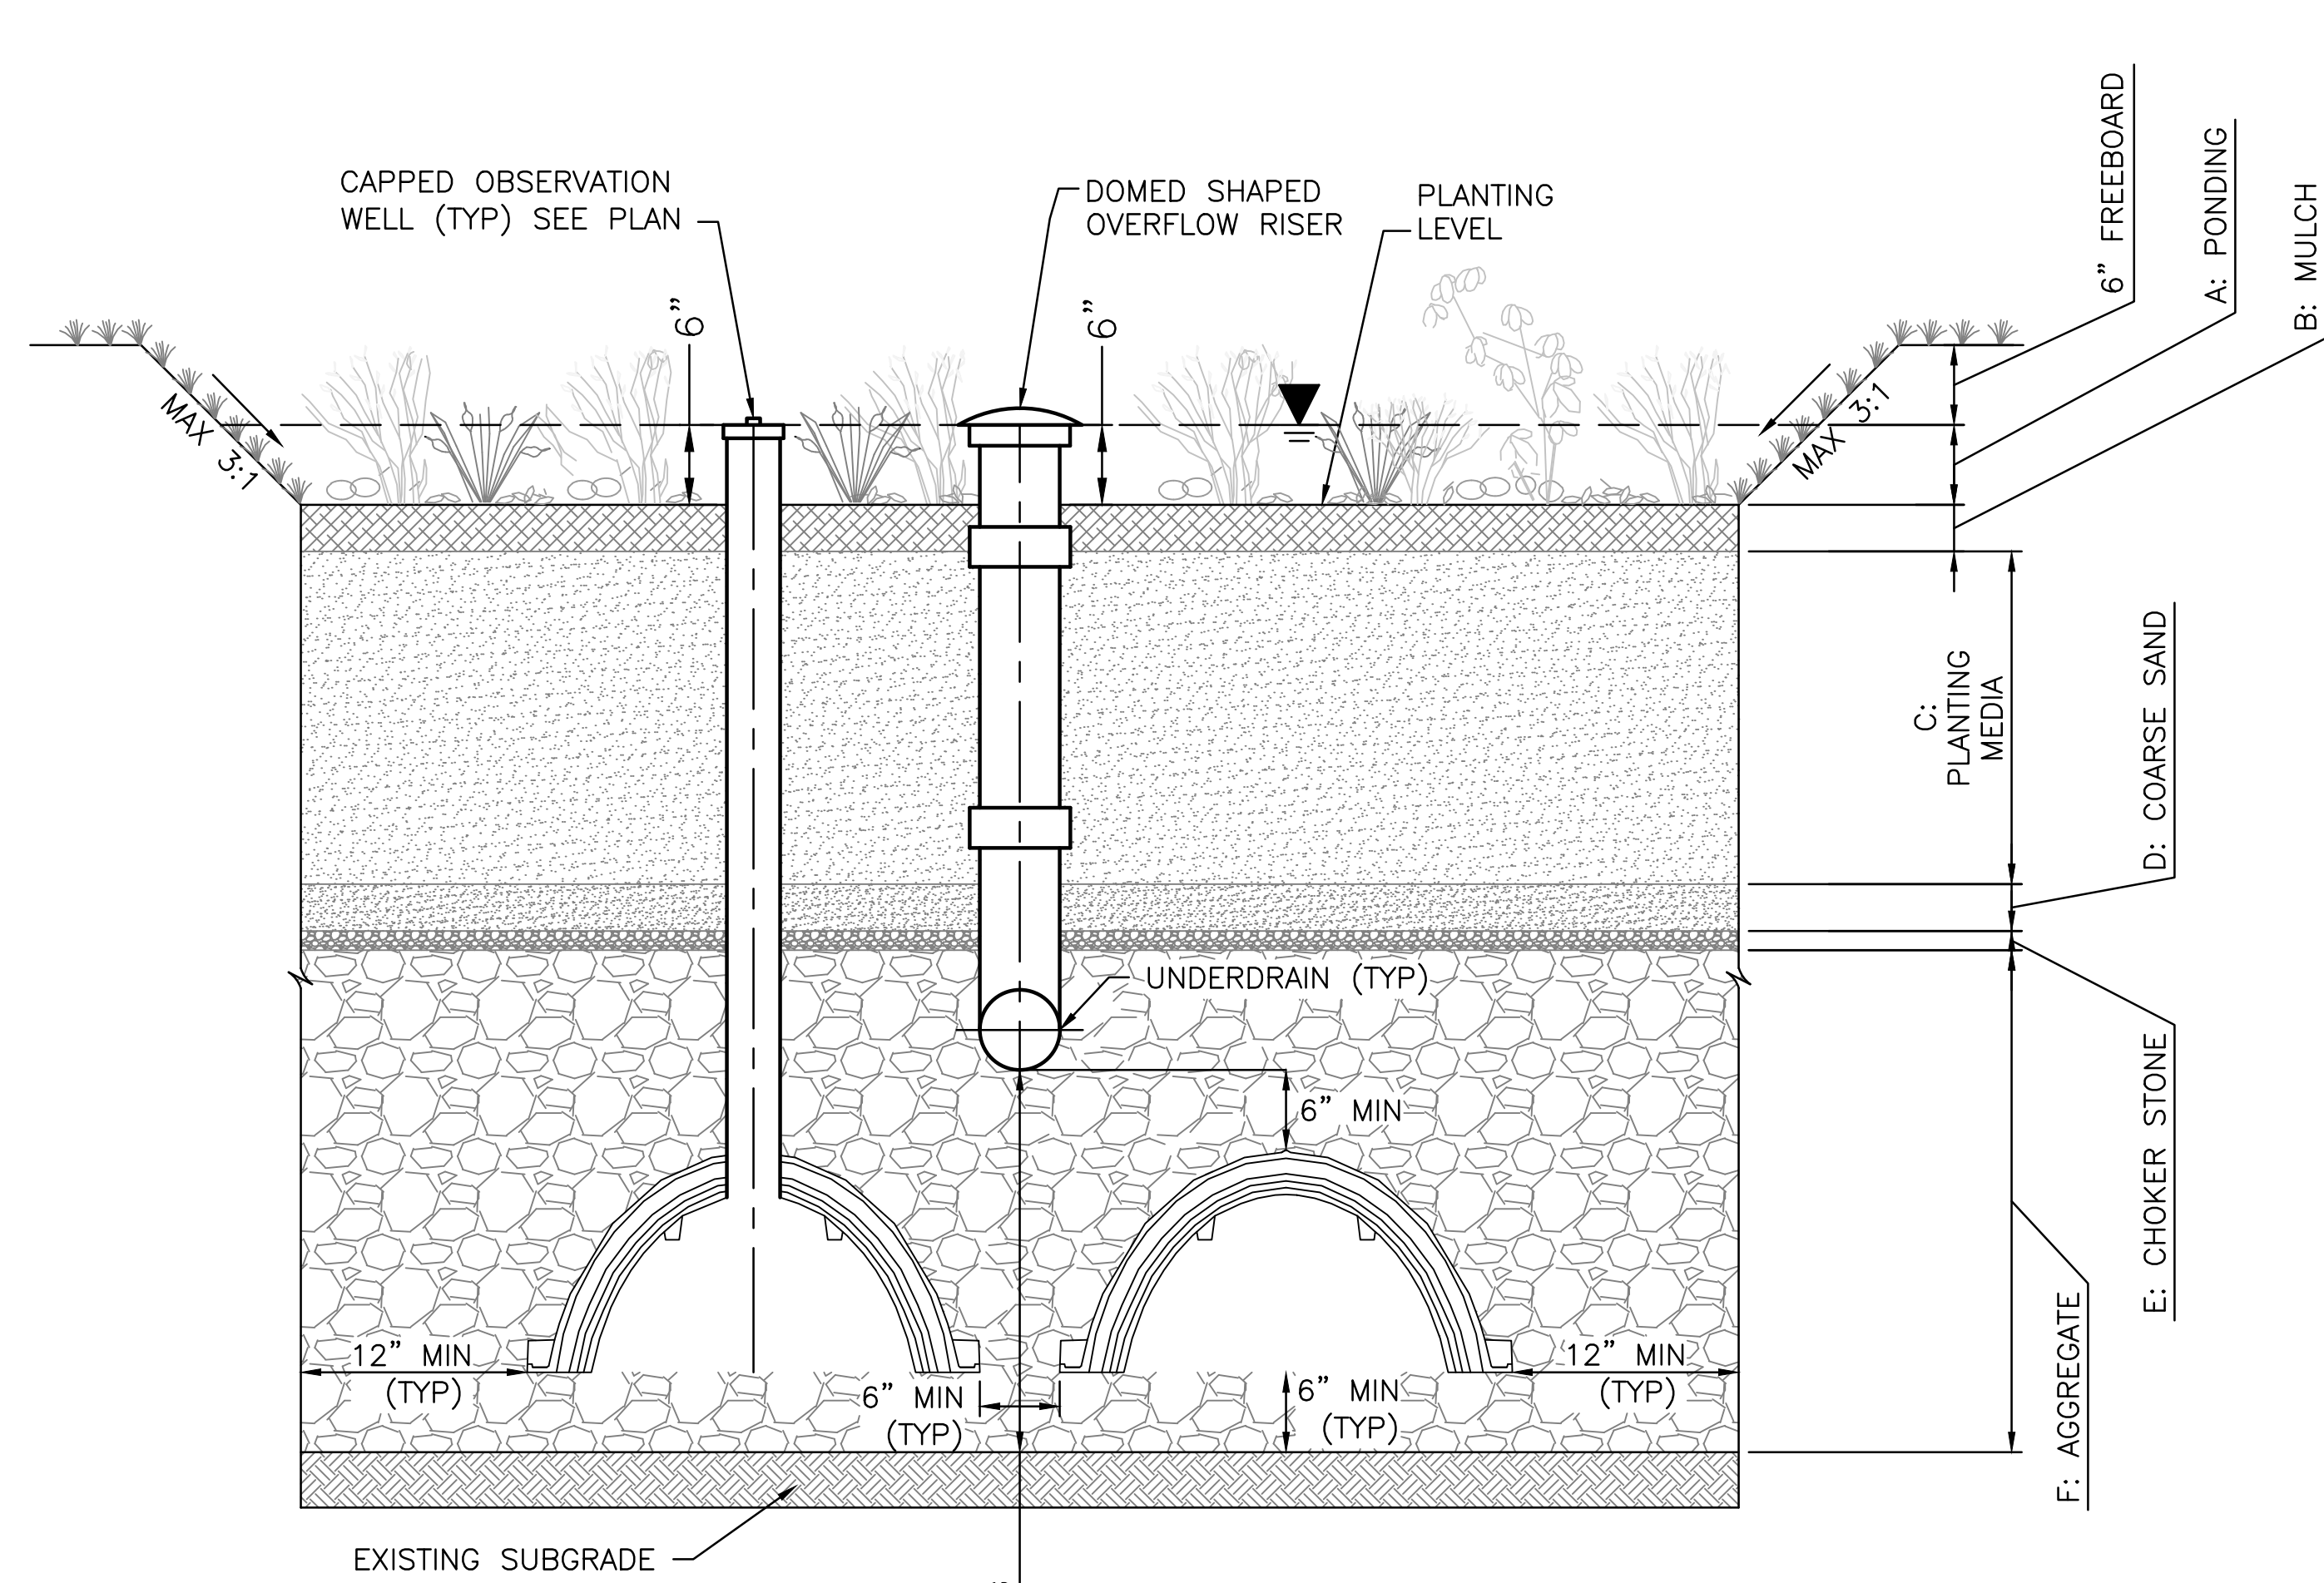 CAPPED OBSERVATION
WELL (TYP) SEE PLAN
DOMED SHAPED
OVERFLOW RISER
PLANTING
LEVEL
6" FREEBOARD
A: PONDING
B: MULCH
6"
6"
MAX 3:1
MAX 3:1
C:
PLANTING
MEDIA
D: COARSE SAND
UNDERDRAIN (TYP)
6" MIN
E: CHOKER STONE
12" MIN
(TYP)
6" MIN
(TYP)
6" MIN
(TYP)
12" MIN
(TYP)
F: AGGREGATE
EXISTING SUBGRADE